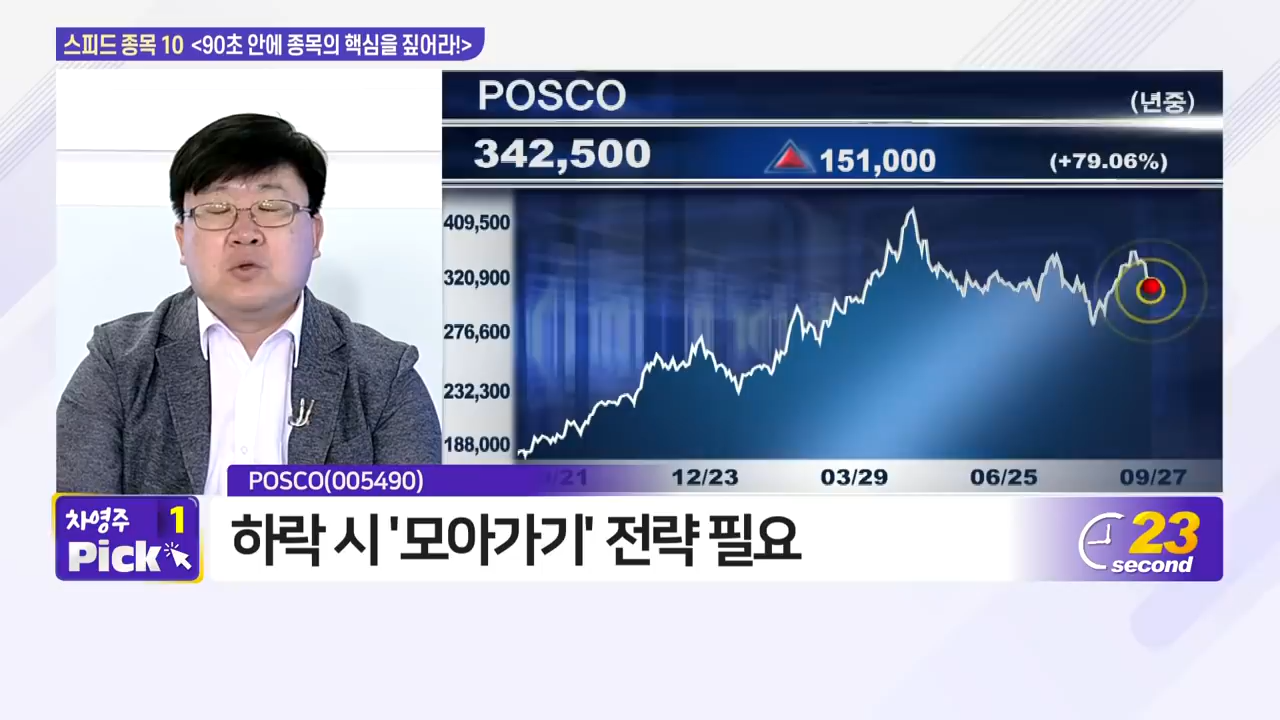 스피드 종목 10 <90초 안에 종목의 핵심을 짚어라!>
POSCO
(년중)
342,500 ▲ 151,000 (+79.06%)
409,500
320,900
276,600
232,300
188,000
/21 12/23 03/29 06/25 09/27
POSCO(005490)
차영주 1
Pick
하락 시 '모아가기' 전략 필요
23
second